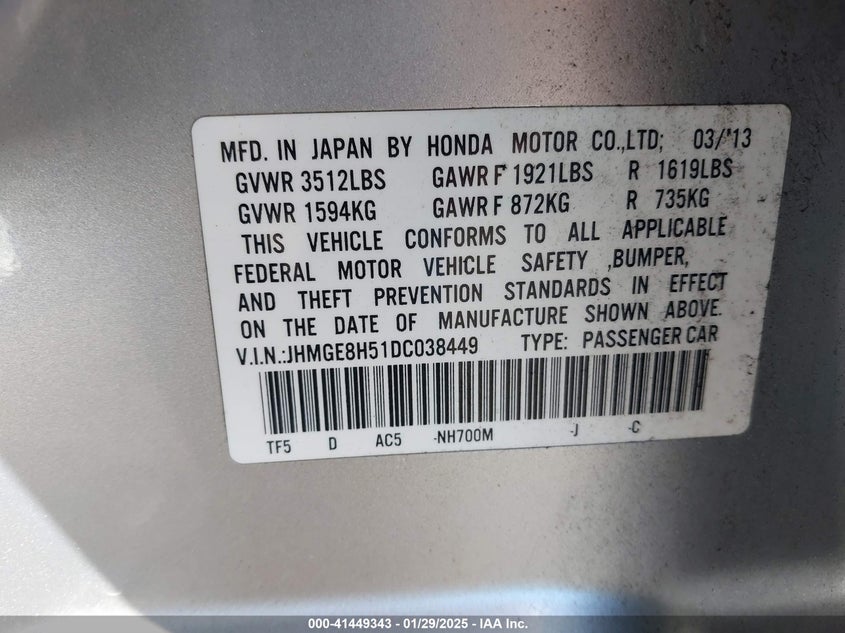 MFD. IN JAPAN BY HONDA MOTOR CO.,LTD; 03/'13
GVWR 3512LBS GAWR F 1921LBS R 1619LBS
GVWR 1594KG GAWR F 872KG R 735KG
THIS VEHICLE CONFORMS TO ALL APPLICABLE
FEDERAL MOTOR VEHICLE SAFETY ,BUMPER,
AND THEFT PREVENTION STANDARDS IN EFFECT
ON THE DATE OF MANUFACTURE SHOWN ABOVE.
V.I.N.:JHMGE8H51DC038449 TYPE: PASSENGER CAR
TF5 D AC5 -NH700M -J -C
000-41449343 - 01/29/2025 - IAA Inc.